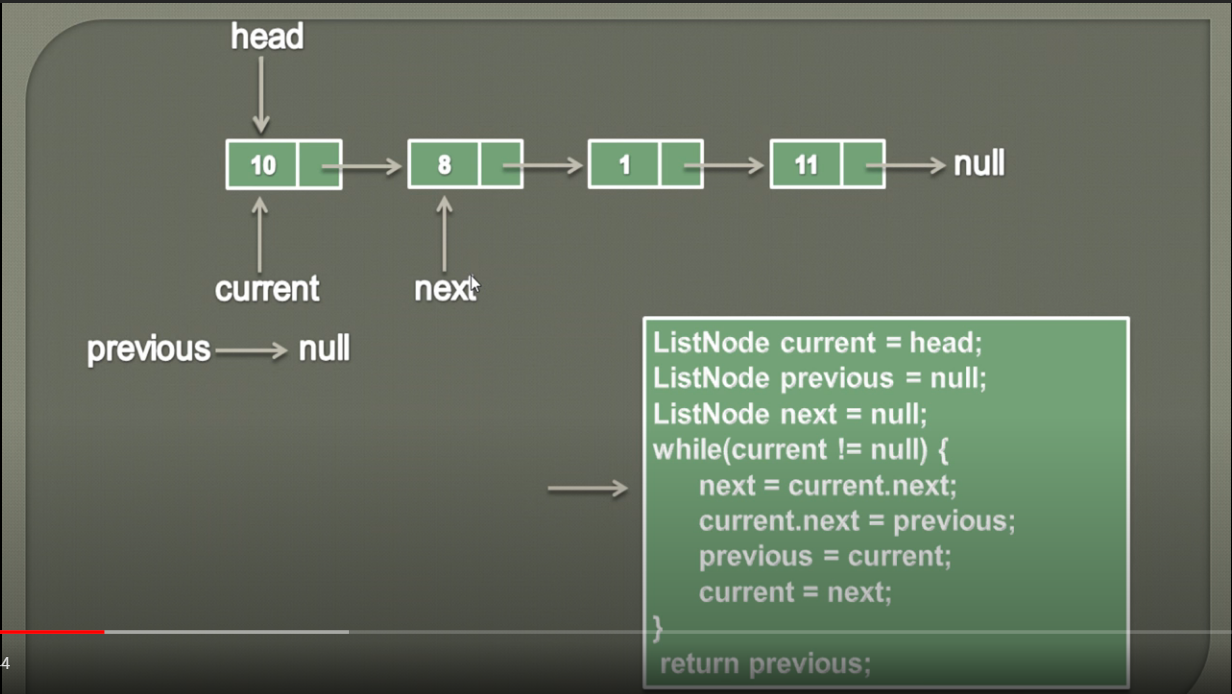 head
10 8 1 11 null
current next
previous null
ListNode current = head;
ListNode previous = null;
ListNode next = null;
while(current != null) {
next = current.next;
current.next = previous;
previous = current;
current = next;
}
return previous;
4